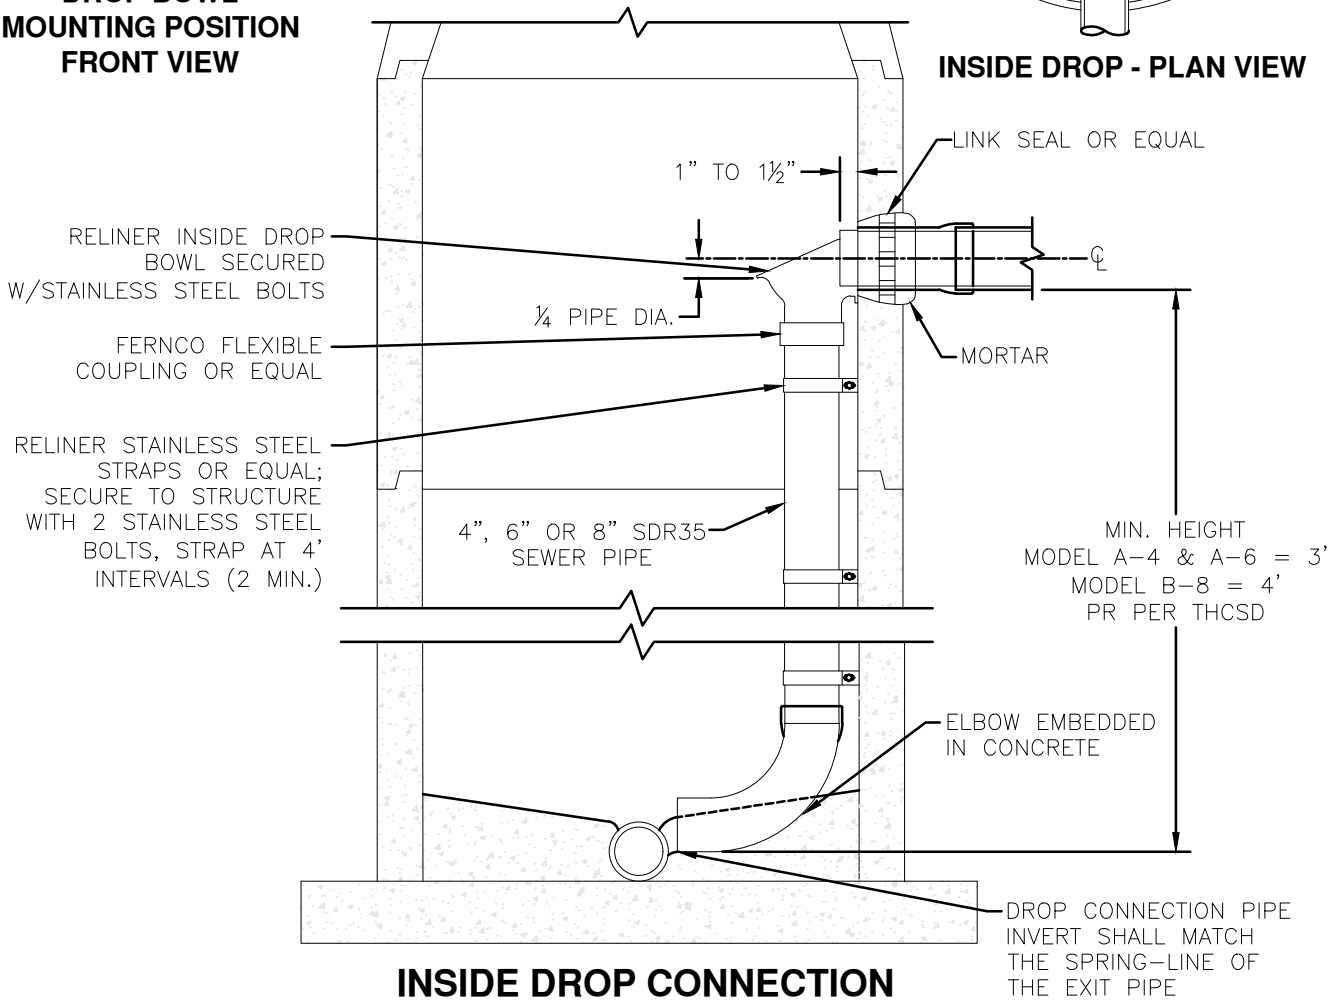 DROP BOWL
MOUNTING POSITION
FRONT VIEW
INSIDE DROP - PLAN VIEW
LINK SEAL OR EQUAL
1" TO 1½"
RELINER INSIDE DROP
BOWL SECURED
W/STAINLESS STEEL BOLTS
℄
¼ PIPE DIA.
FERNCO FLEXIBLE
COUPLING OR EQUAL
MORTAR
RELINER STAINLESS STEEL
STRAPS OR EQUAL;
SECURE TO STRUCTURE
WITH 2 STAINLESS STEEL
BOLTS, STRAP AT 4'
INTERVALS (2 MIN.)
4", 6" OR 8" SDR35
SEWER PIPE
MIN. HEIGHT
MODEL A-4 & A-6 = 3'
MODEL B-8 = 4'
PR PER THCSD
ELBOW EMBEDDED
IN CONCRETE
DROP CONNECTION PIPE
INVERT SHALL MATCH
THE SPRING-LINE OF
THE EXIT PIPE
INSIDE DROP CONNECTION